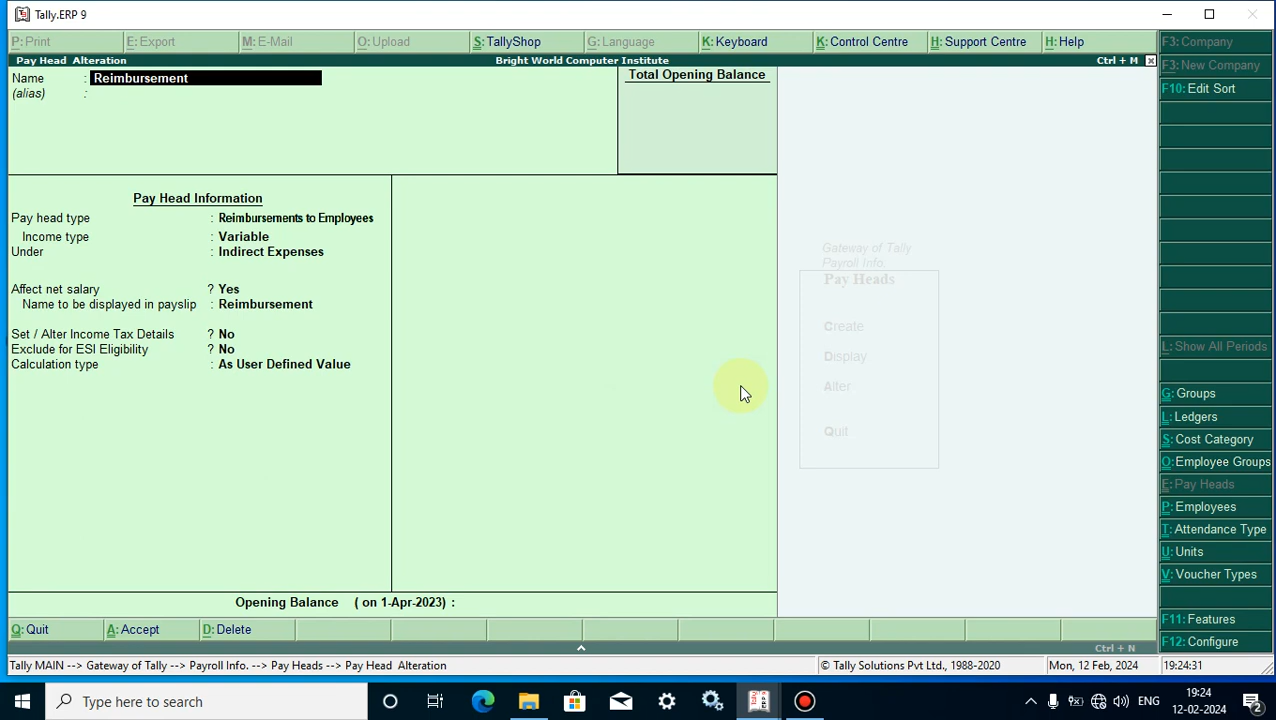 Tally.ERP 9
P: Print
E: Export
M: E-Mail
O: Upload
S: TallyShop
G: Language
K: Keyboard
K: Control Centre
H: Support Centre
H: Help
F3: Company
Pay Head Alteration
Bright World Computer Institute
Ctrl + M
F3: New Company
Name : Reimbursement
(alias) :
Total Opening Balance
F10: Edit Sort
Pay Head Information
Pay head type : Reimbursements to Employees
Income type : Variable
Under : Indirect Expenses
Affect net salary ? Yes
Name to be displayed in payslip : Reimbursement
Set / Alter Income Tax Details ? No
Exclude for ESI Eligibility ? No
Calculation type : As User Defined Value
Gateway of Tally
Payroll Info.
Pay Heads
Create
Display
Alter
Quit
L: Show All Periods
G: Groups
L: Ledgers
S: Cost Category
O: Employee Groups
E: Pay Heads
P: Employees
T: Attendance Type
U: Units
V: Voucher Types
F11: Features
F12: Configure
Opening Balance ( on 1-Apr-2023) :
Q: Quit
A: Accept
D: Delete
Ctrl + N
Tally MAIN --> Gateway of Tally --> Payroll Info. --> Pay Heads --> Pay Head Alteration
© Tally Solutions Pvt Ltd., 1988-2020
Mon, 12 Feb, 2024
19:24:31
Type here to search
ENG
19:24
12-02-2024
2